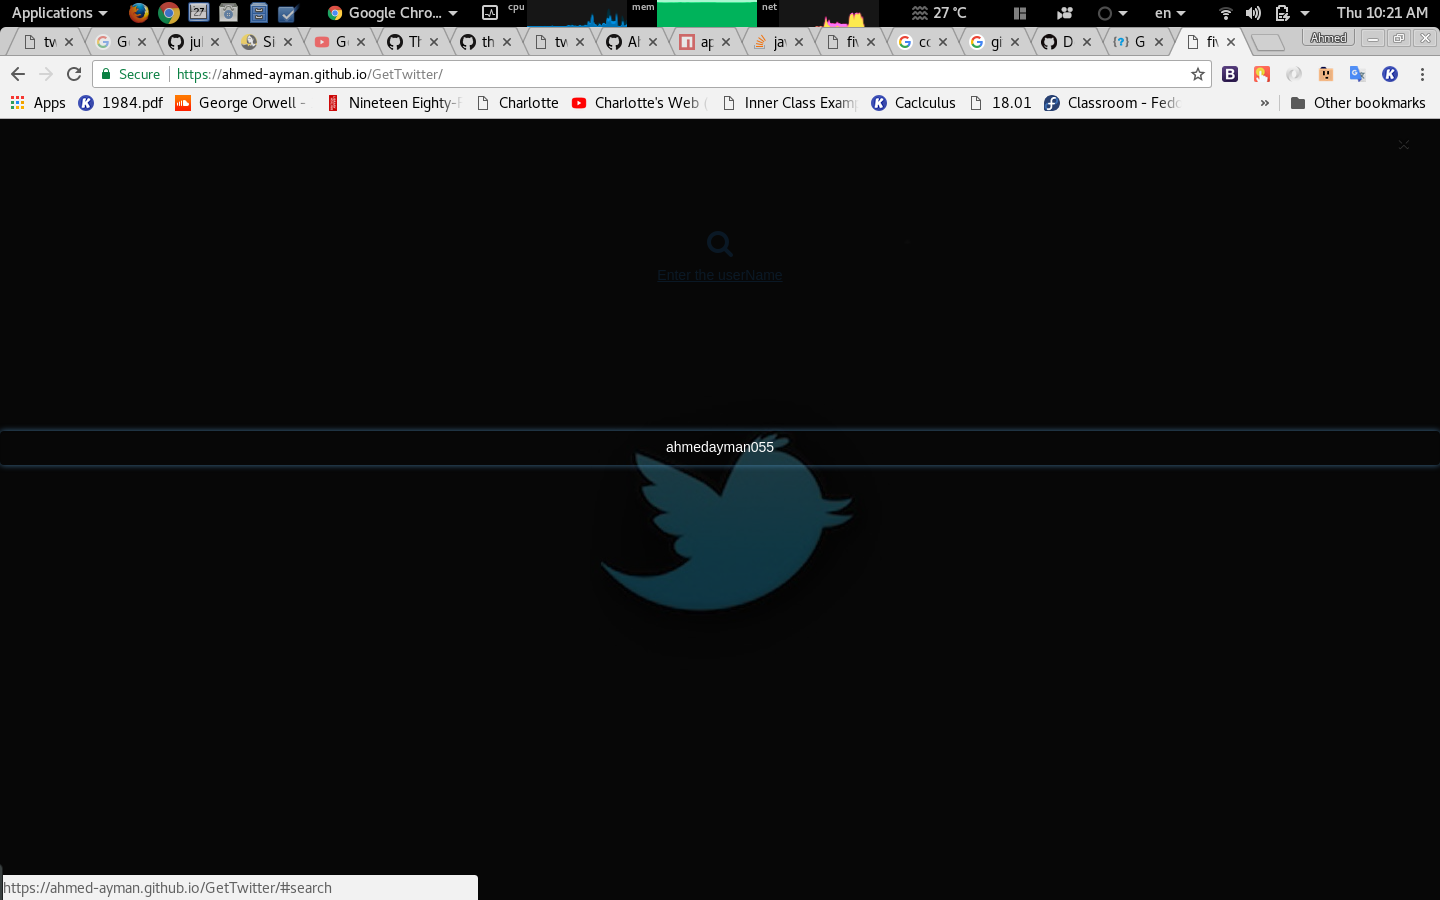 Applications Google Chro... cpu mem net 27 °C en Thu 10:21 AM
tw G jul Si G Th th tw Al ap jav fiv cc gi D G fiv Ahmed
Secure https://ahmed-ayman.github.io/GetTwitter/
Apps 1984.pdf George Orwell - Nineteen Eighty-F Charlotte Charlotte's Web ( Inner Class Examp Caclculus 18.01 Classroom - Fedo » Other bookmarks
×
Enter the userName
ahmedayman055
https://ahmed-ayman.github.io/GetTwitter/#search